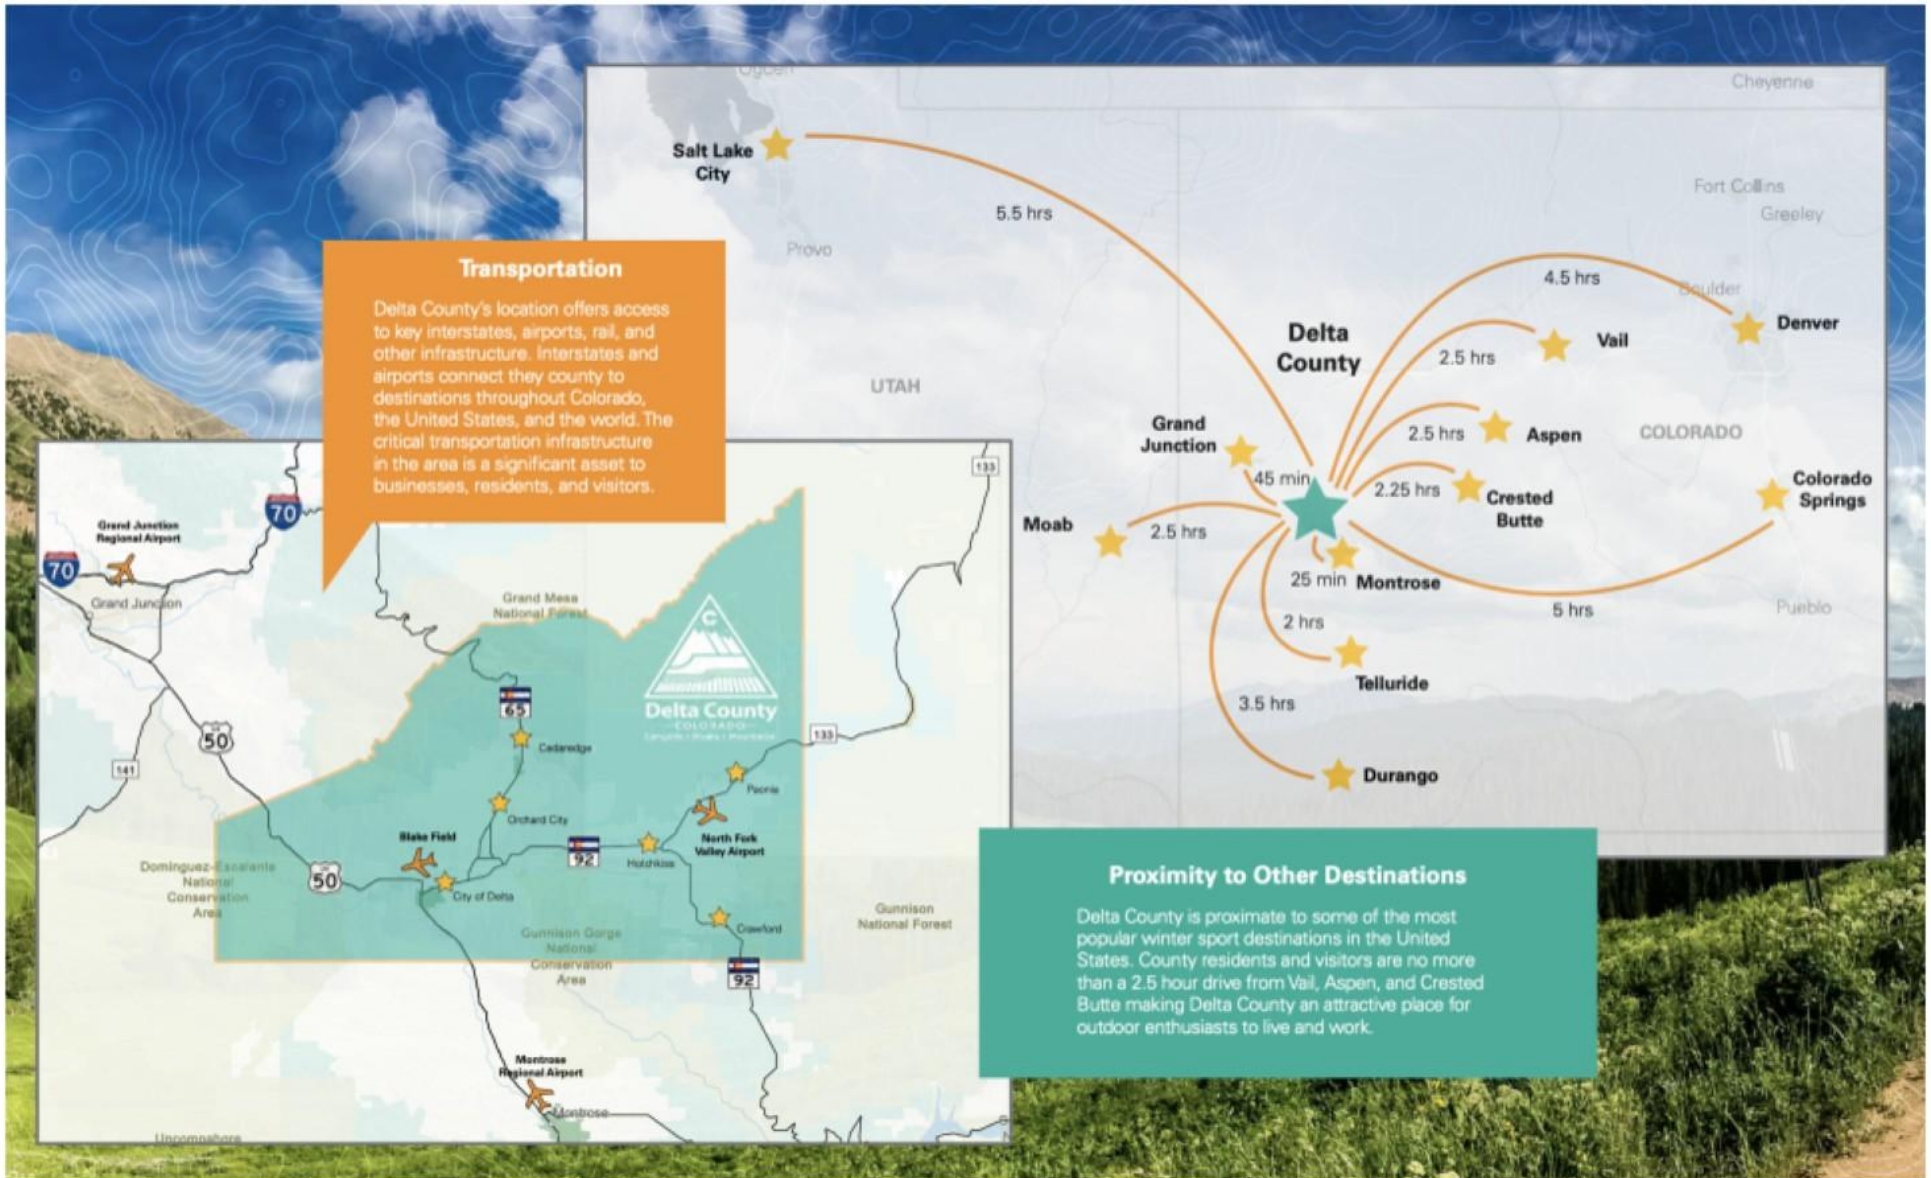 Ogden
Cheyenne
Salt Lake
City
5.5 hrs
Fort Collins
Greeley
Provo
4.5 hrs
Boulder
Denver
Delta
County
Vail
2.5 hrs
UTAH
Grand
Junction
2.5 hrs
Aspen
COLORADO
45 min
2.25 hrs
Crested
Butte
Colorado
Springs
Moab
2.5 hrs
25 min
Montrose
5 hrs
Pueblo
2 hrs
Telluride
3.5 hrs
Durango
Transportation
Delta County's location offers access
to key interstates, airports, rail, and
other infrastructure. Interstates and
airports connect they county to
destinations throughout Colorado,
the United States, and the world. The
critical transportation infrastructure
in the area is a significant asset to
businesses, residents, and visitors.
133
70
Grand Junction
Regional Airport
70
Grand Junction
Grand Mesa
National Forest
C
Delta County
COLORADO
Canyons • Rivers • Mountains
65
50
133
Cedaredge
141
Paonia
Orchard City
Blake Field
North Fork
Valley Airport
92
Hotchkiss
Dominguez-Escalante
National
Conservation
Area
50
City of Delta
Gunnison
National Forest
Crawford
Gunnison Gorge
National
Conservation
Area
92
Montrose
Regional Airport
Montrose
Uncompahgre
Proximity to Other Destinations
Delta County is proximate to some of the most
popular winter sport destinations in the United
States. County residents and visitors are no more
than a 2.5 hour drive from Vail, Aspen, and Crested
Butte making Delta County an attractive place for
outdoor enthusiasts to live and work.